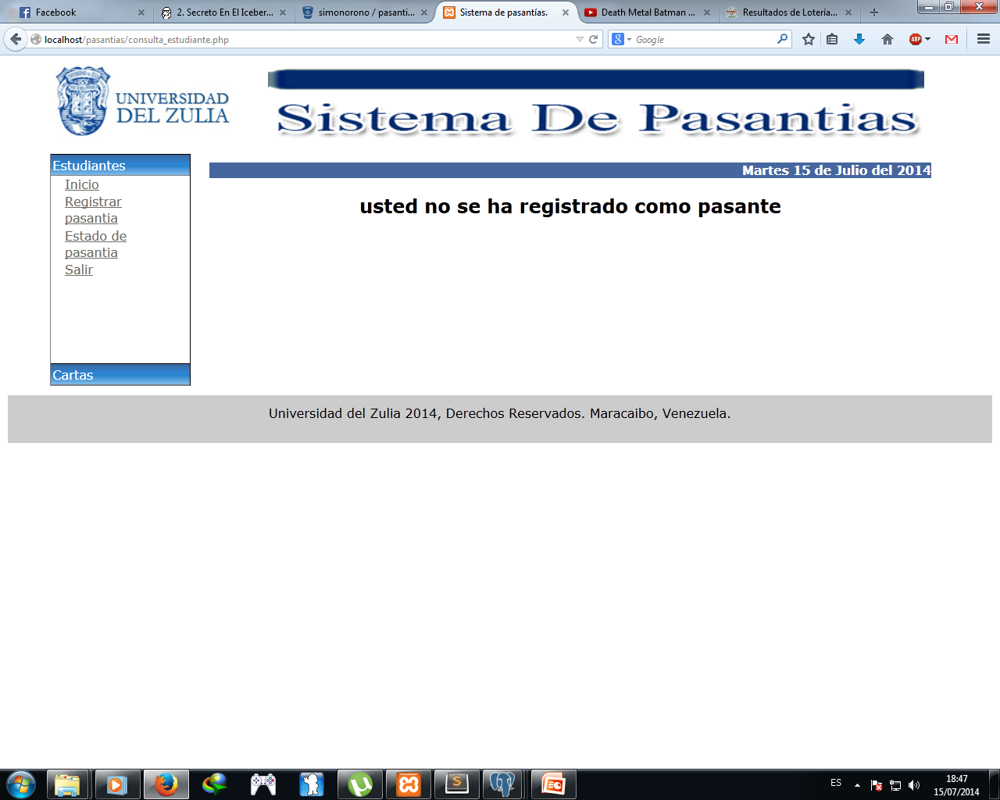 Facebook
2. Secreto En El Iceber...
simonorono / pasanti...
Sistema de pasantías.
Death Metal Batman ...
Resultados de Lotería...
localhost/pasantias/consulta_estudiante.php
Google
ABP
UNIVERSIDAD
DEL ZULIA
Sistema De Pasantias
Estudiantes
Martes 15 de Julio del 2014
Inicio
Registrar
pasantia
Estado de
pasantia
Salir
usted no se ha registrado como pasante
Cartas
Universidad del Zulia 2014, Derechos Reservados. Maracaibo, Venezuela.
ES
18:47
15/07/2014